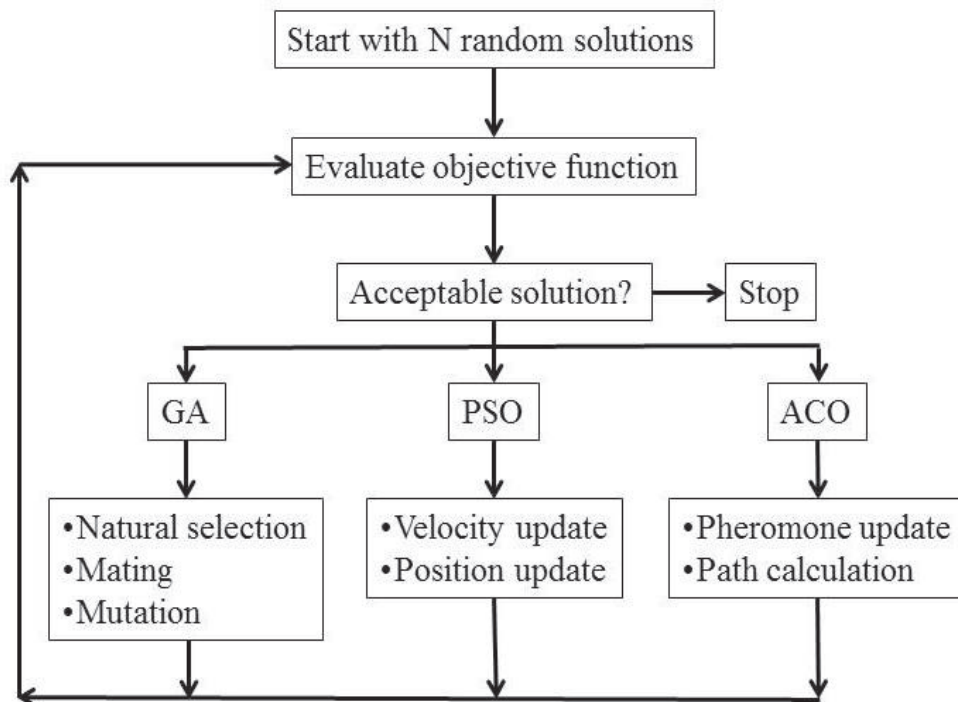 Start with N random solutions
Evaluate objective function
Acceptable solution?
Stop
GA
PSO
ACO
•Natural selection
•Mating
•Mutation
•Velocity update
•Position update
•Pheromone update
•Path calculation